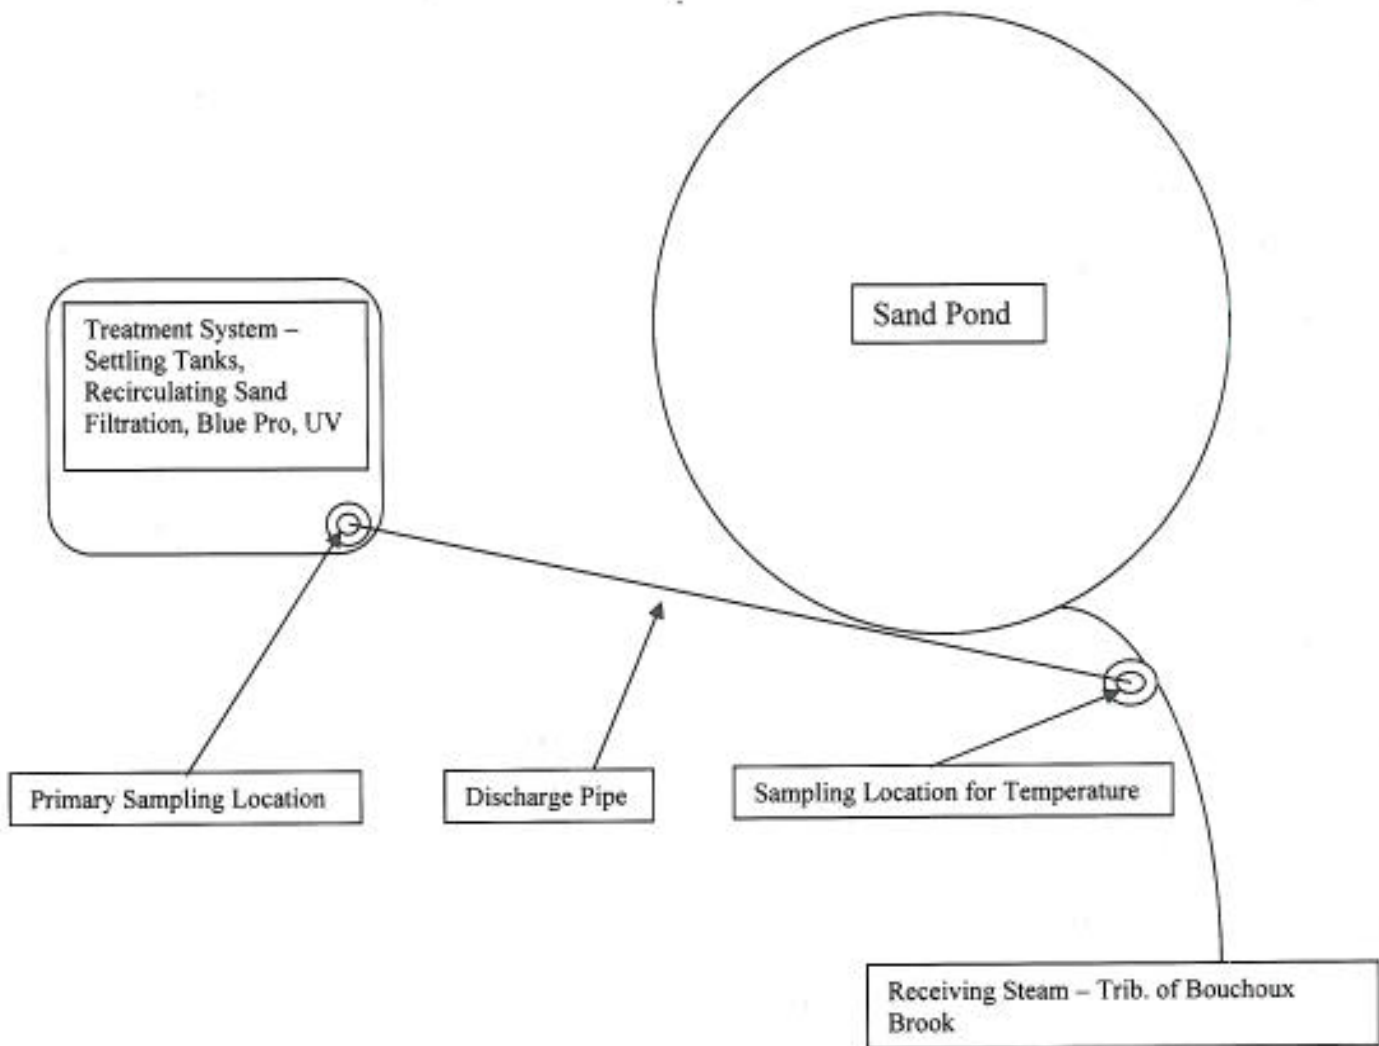 Sand Pond
Treatment System –
Settling Tanks,
Recirculating Sand
Filtration, Blue Pro, UV
Primary Sampling Location
Discharge Pipe
Sampling Location for Temperature
Receiving Steam – Trib. of Bouchoux
Brook